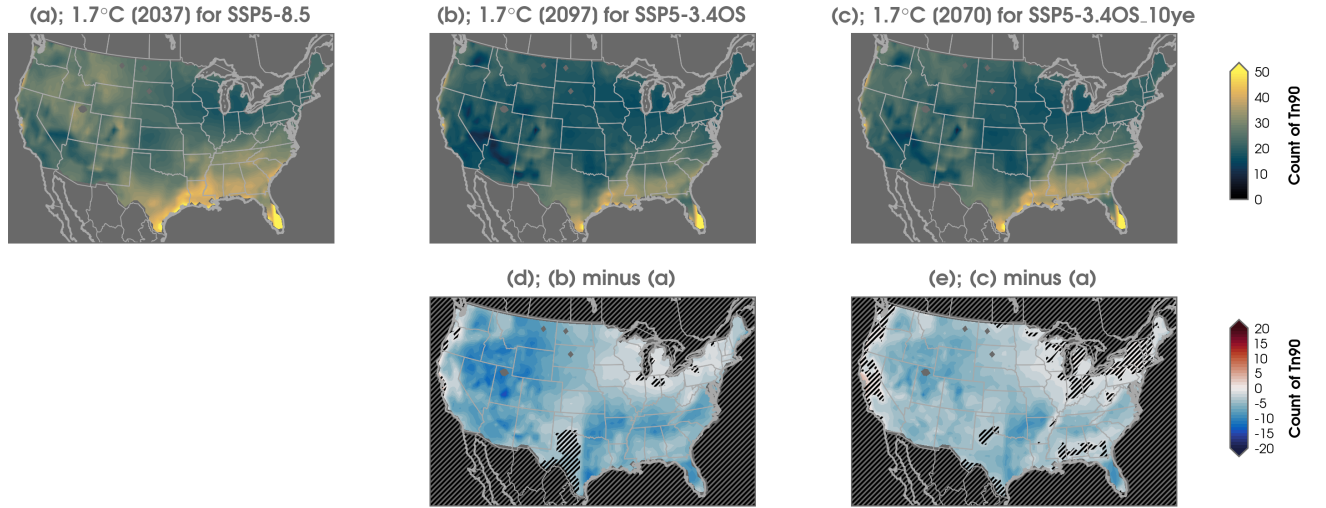 (a); 1.7°C (2037) for SSP5-8.5
(b); 1.7°C (2097) for SSP5-3.4OS
(c); 1.7°C (2070) for SSP5-3.4OS_10ye
50
40
30
20
10
0
Count of Tn90
(d); (b) minus (a)
(e); (c) minus (a)
20
15
10
5
0
-5
-10
-15
-20
Count of Tn90